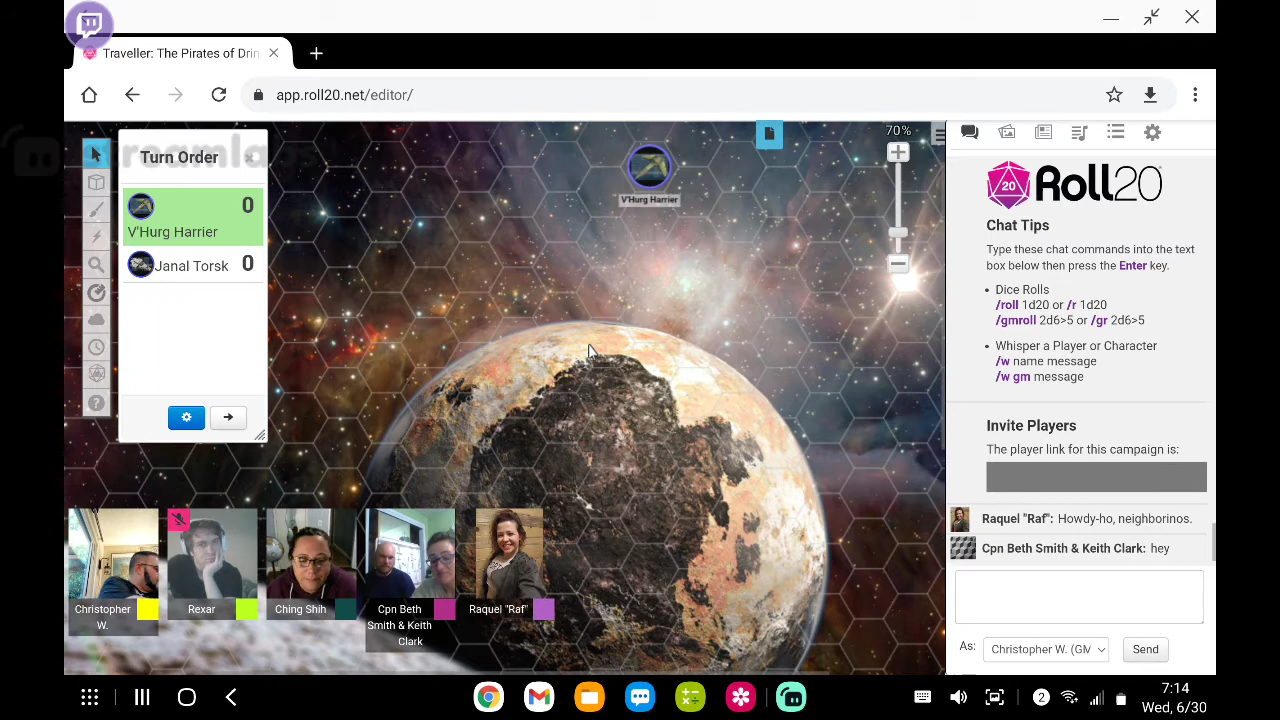 Traveller: The Pirates of Drin
app.roll20.net/editor/
Turn Order
V'Hurg Harrier 0
Janal Torsk 0
V'Hurg Harrier
70%
20 Roll20
Chat Tips
Type these chat commands into the text
box below then press the Enter key.
• Dice Rolls
/roll 1d20 or /r 1d20
/gmroll 2d6>5 or /gr 2d6>5
• Whisper a Player or Character
/w name message
/w gm message
Invite Players
The player link for this campaign is:
Raquel "Raf": Howdy-ho, neighborinos.
Cpn Beth Smith & Keith Clark: hey
As: Christopher W. (GM
Send
Christopher
W.
Rexar
Ching Shih
Cpn Beth
Smith & Keith
Clark
Raquel "Raf"
2
7:14
Wed, 6/30